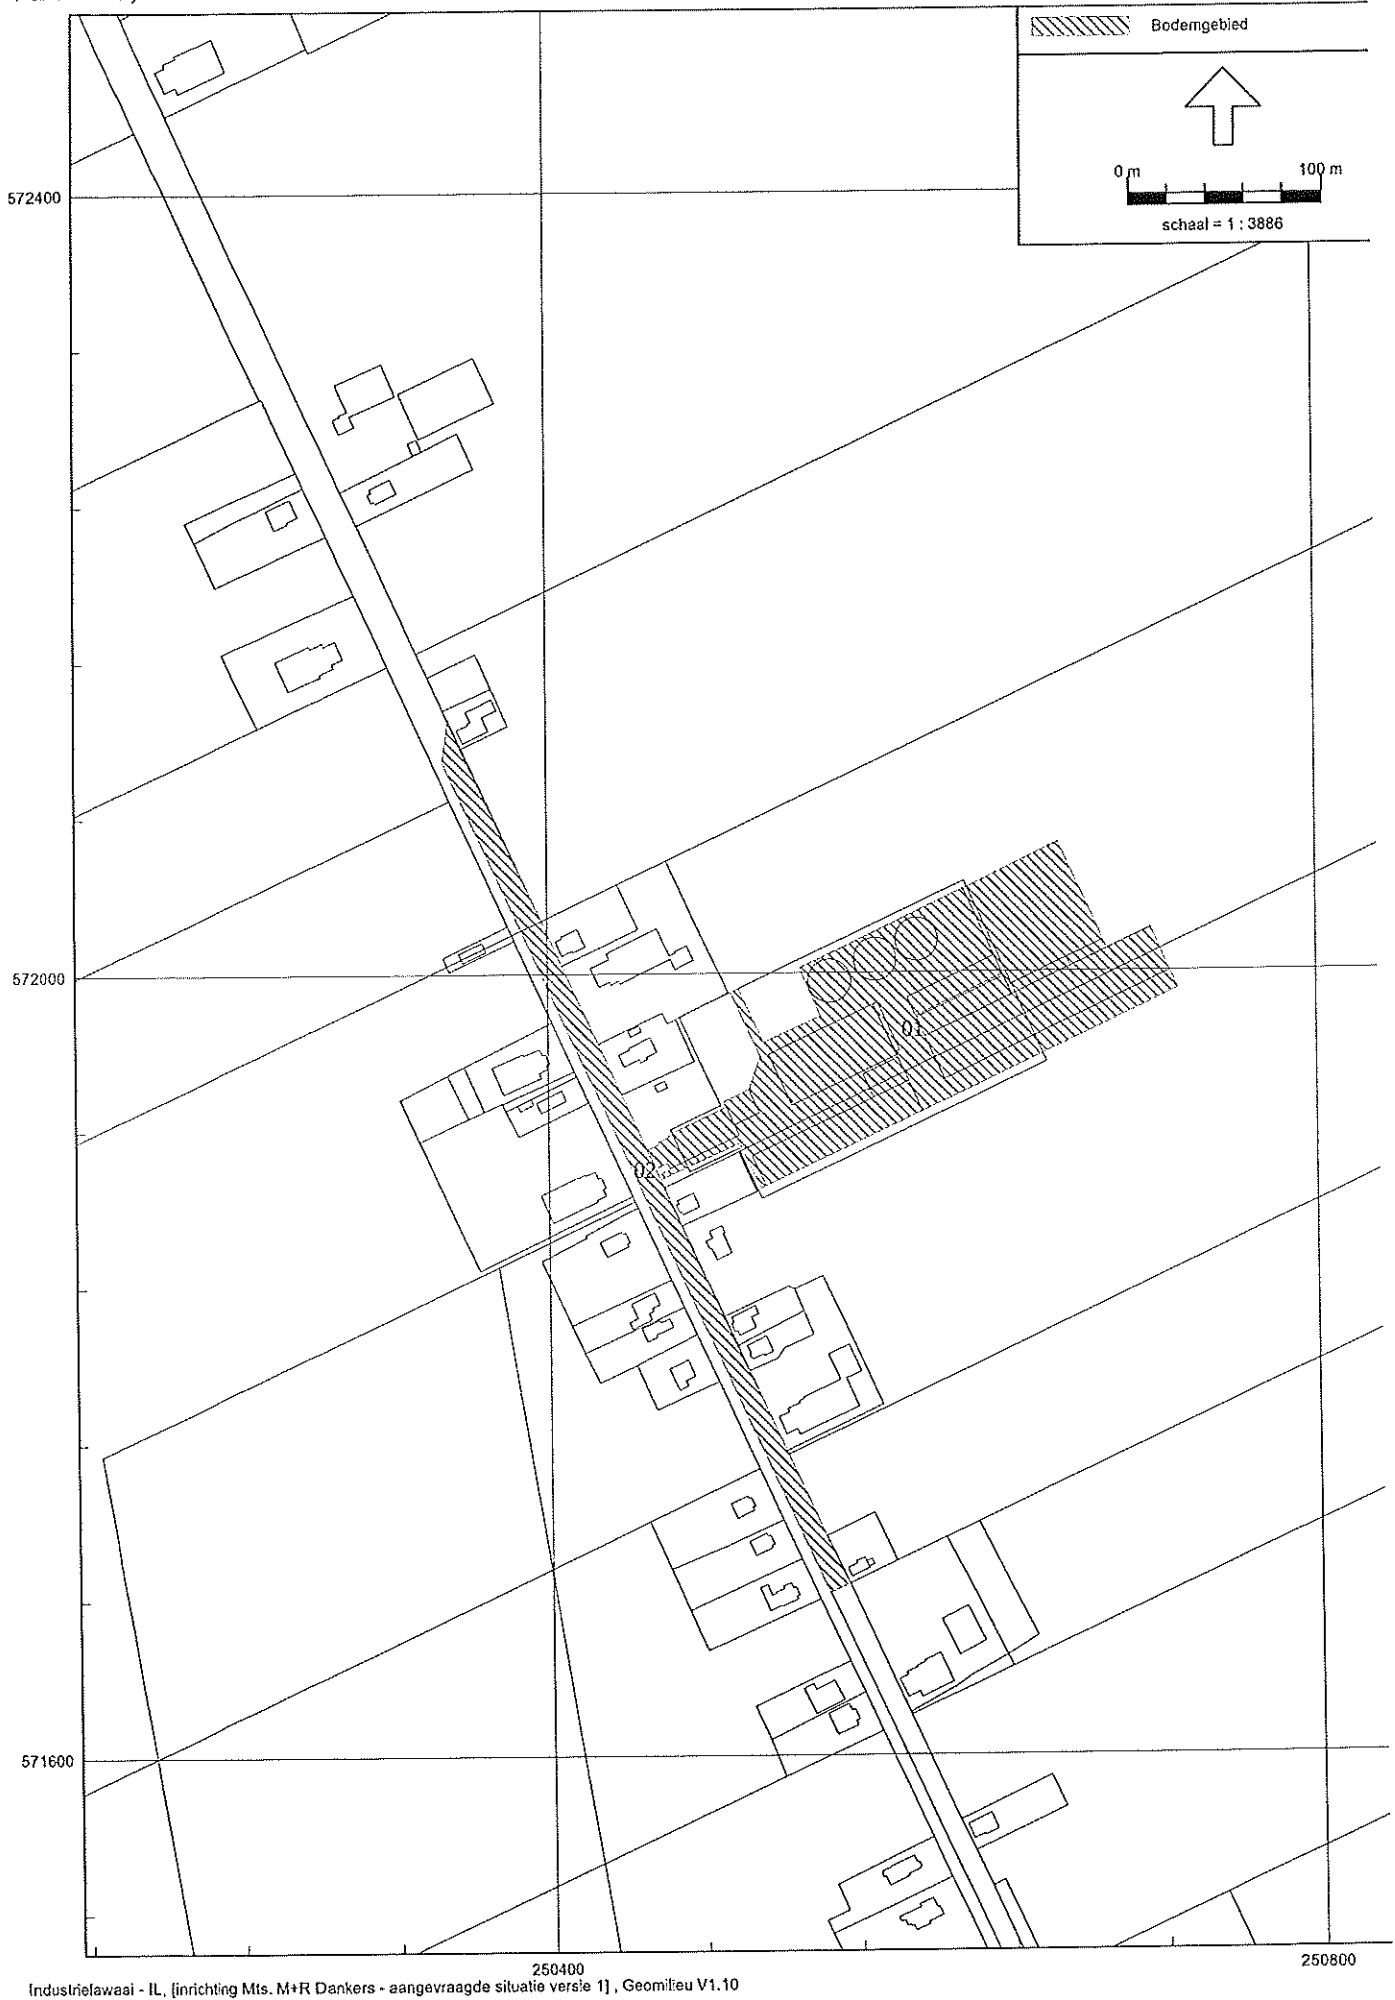 Bodemgebied
0 m 100 m
schaal = 1 : 3886
572400
572000
01
02
571600
250400
250800
Industrielawaai - IL, [inrichting Mts. M+R Dankers - aangevraagde situatie versie 1] , Geomilieu V1.10